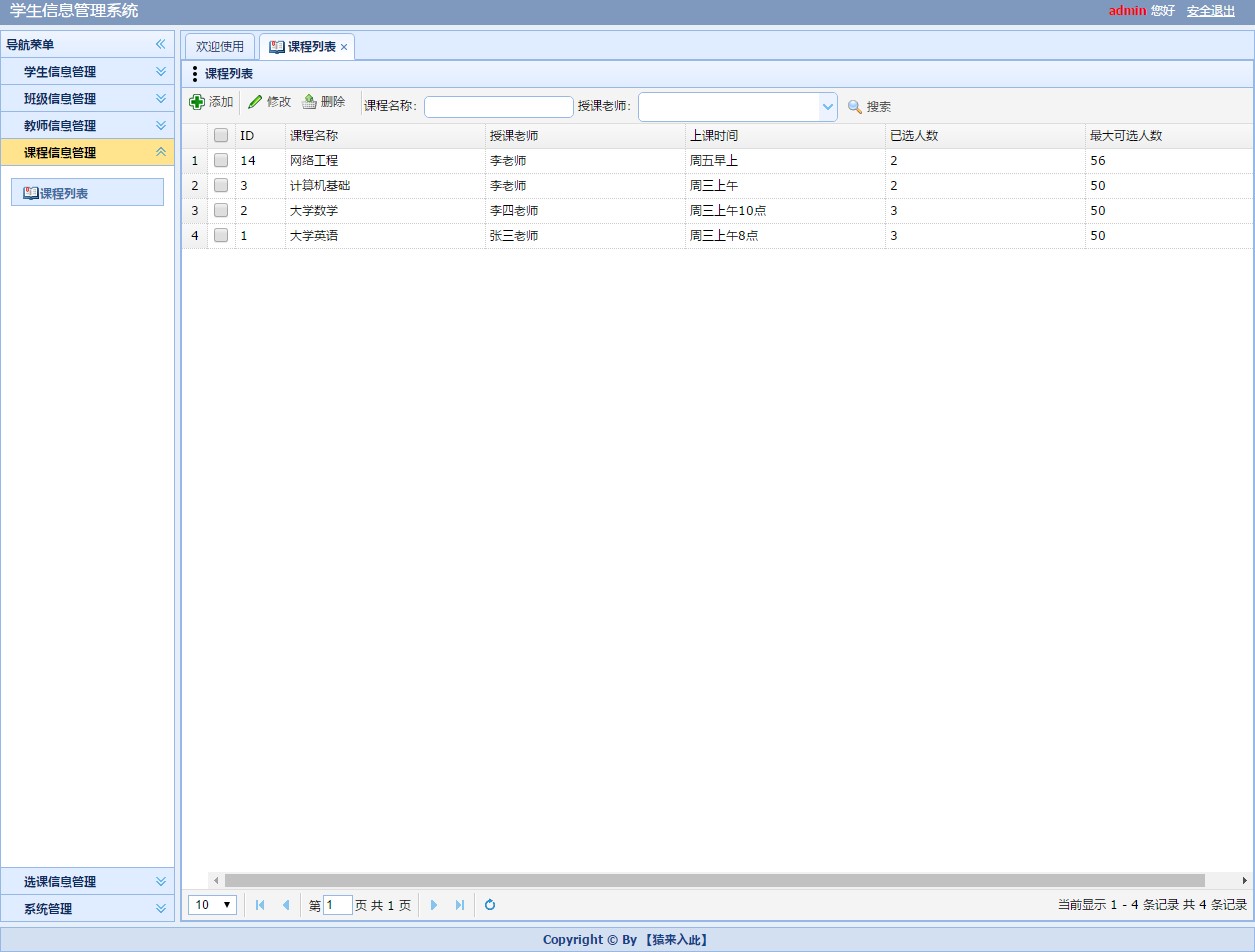 学生信息管理系统 admin 您好 安全退出
导航菜单
学生信息管理
班级信息管理
教师信息管理
课程信息管理
课程列表
选课信息管理
系统管理
欢迎使用 课程列表
课程列表
添加 修改 删除 课程名称: 授课老师: 搜索
ID 课程名称 授课老师 上课时间 已选人数 最大可选人数
1 14 网络工程 李老师 周五早上 2 56
2 3 计算机基础 李老师 周三上午 2 50
3 2 大学数学 李四老师 周三上午10点 3 50
4 1 大学英语 张三老师 周三上午8点 3 50
10 第 1 页 共 1 页 当前显示 1 - 4 条记录 共 4 条记录
Copyright © By 【猿来入此】